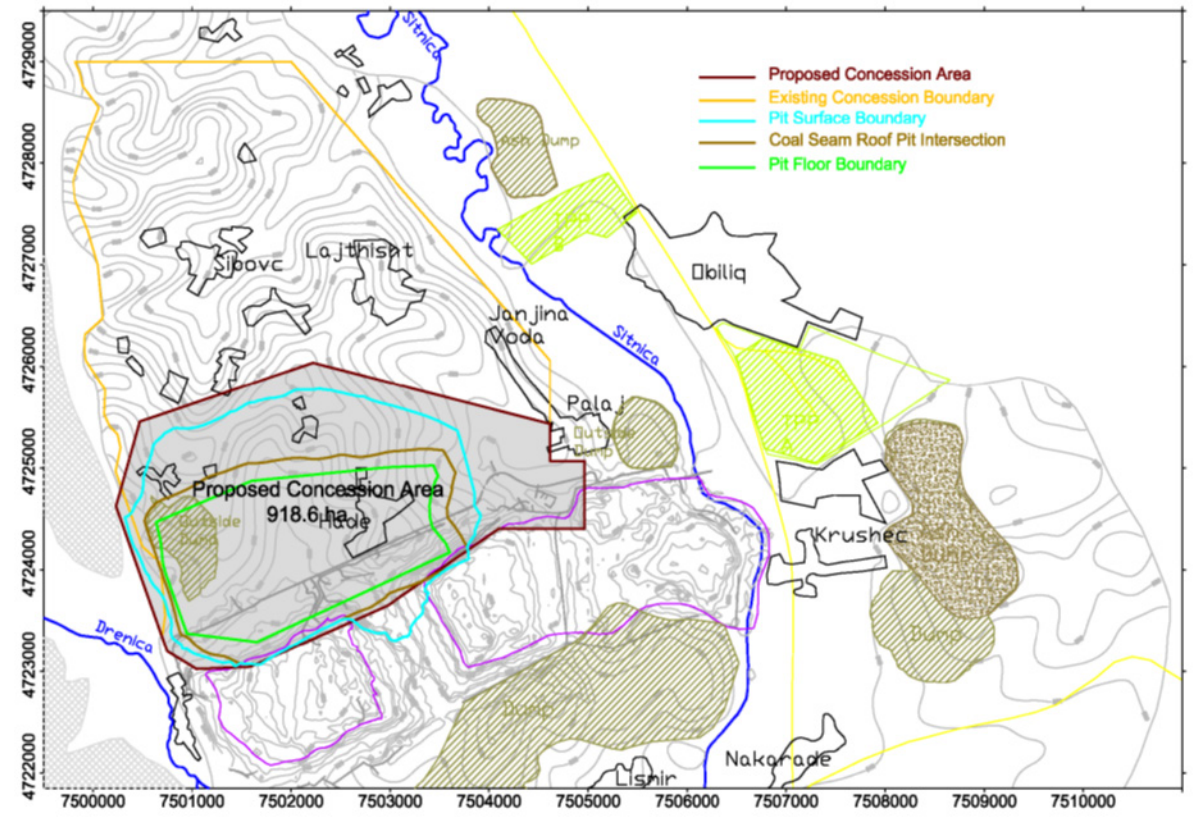 Sitnica
Proposed Concession Area
Existing Concession Boundary
Pit Surface Boundary
Coal Seam Roof Pit Intersection
Pit Floor Boundary
Ash Dump
TPP
B
Sibovc
Lajthisht
Obiliq
Janjina
Voda
Sitnica
Palaj
Outside
Dump
TPP
A
Proposed Concession Area
918.6 ha
Hade
Outside
Dump
Krushec
Ash
Dump
Drenica
Dump
Dump
Nakarade
Lismir
4729000
4728000
4727000
4726000
4725000
4724000
4723000
4722000
7500000 7501000 7502000 7503000 7504000 7505000 7506000 7507000 7508000 7509000 7510000